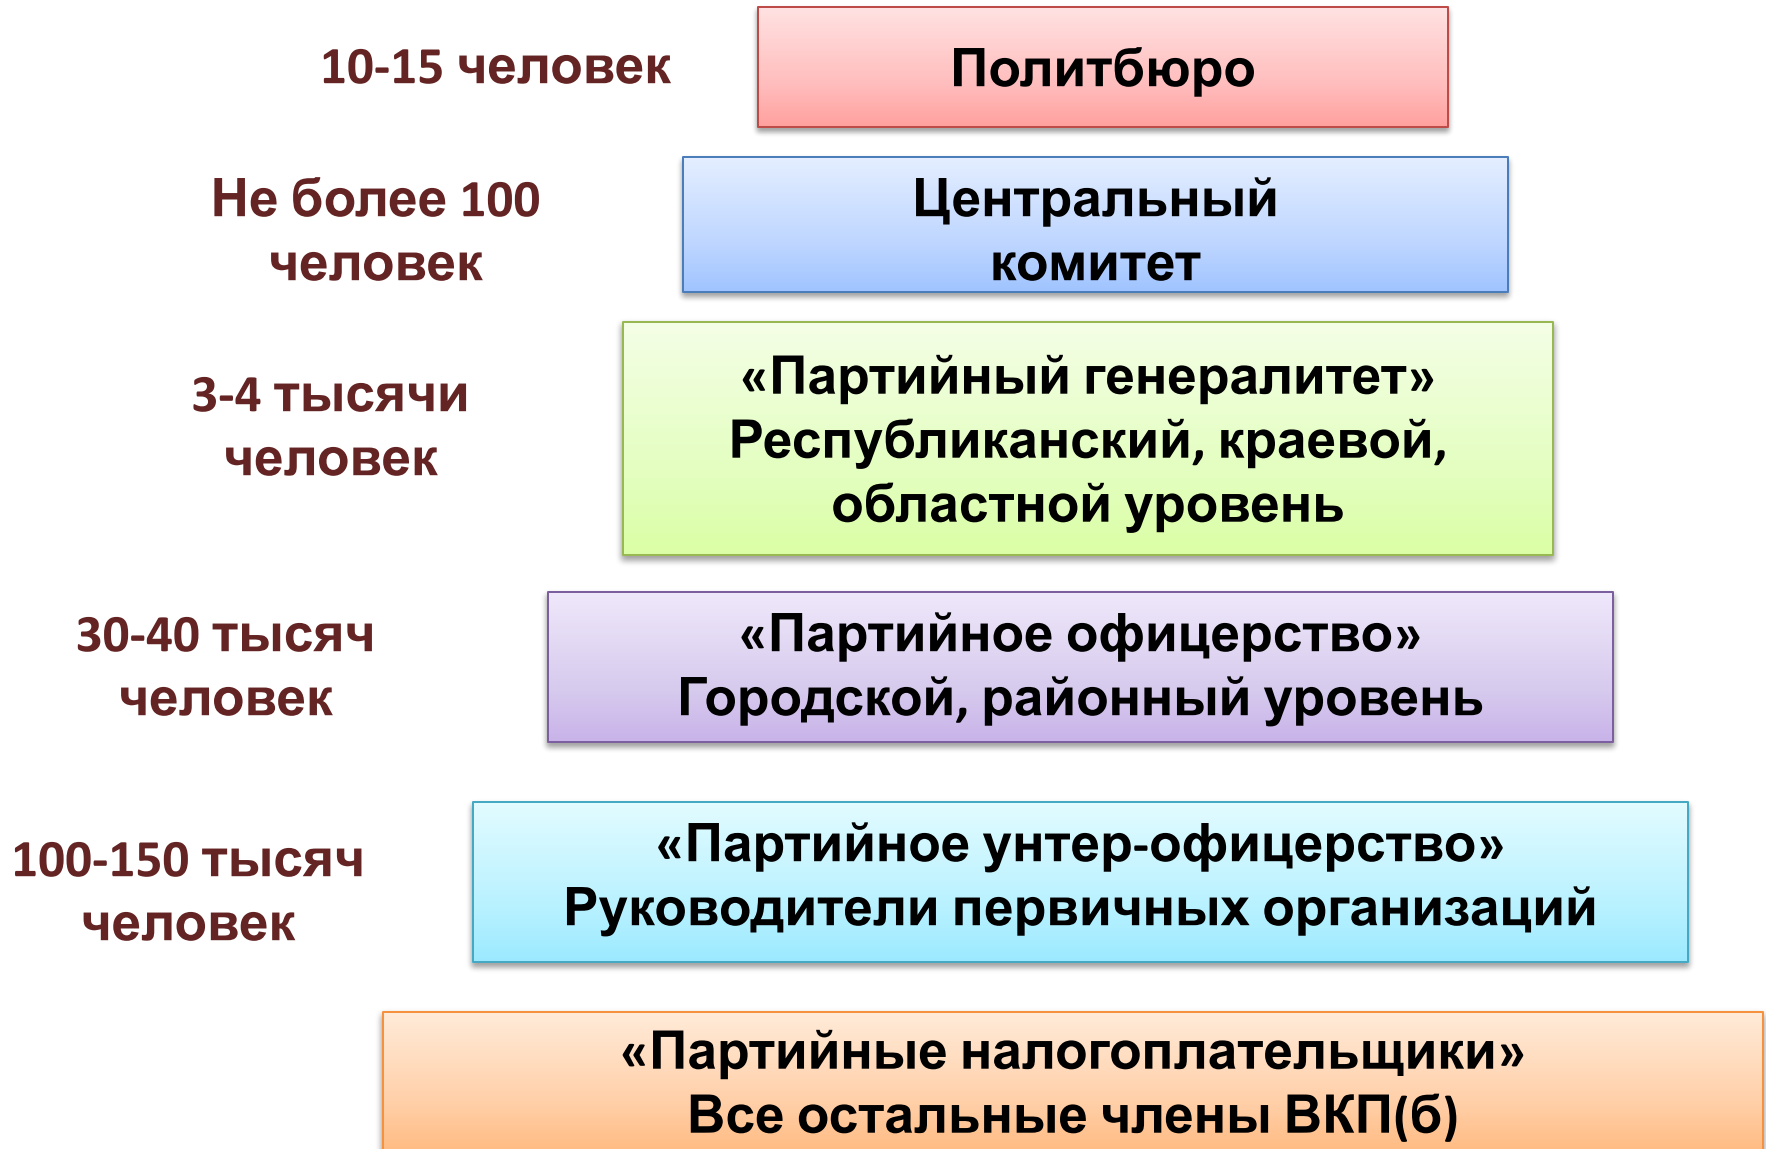 10-15 человек
Политбюро
Не более 100
человек
Центральный
комитет
3-4 тысячи
человек
«Партийный генералитет»
Республиканский, краевой,
областной уровень
30-40 тысяч
человек
«Партийное офицерство»
Городской, районный уровень
100-150 тысяч
человек
«Партийное унтер-офицерство»
Руководители первичных организаций
«Партийные налогоплательщики»
Все остальные члены ВКП(б)